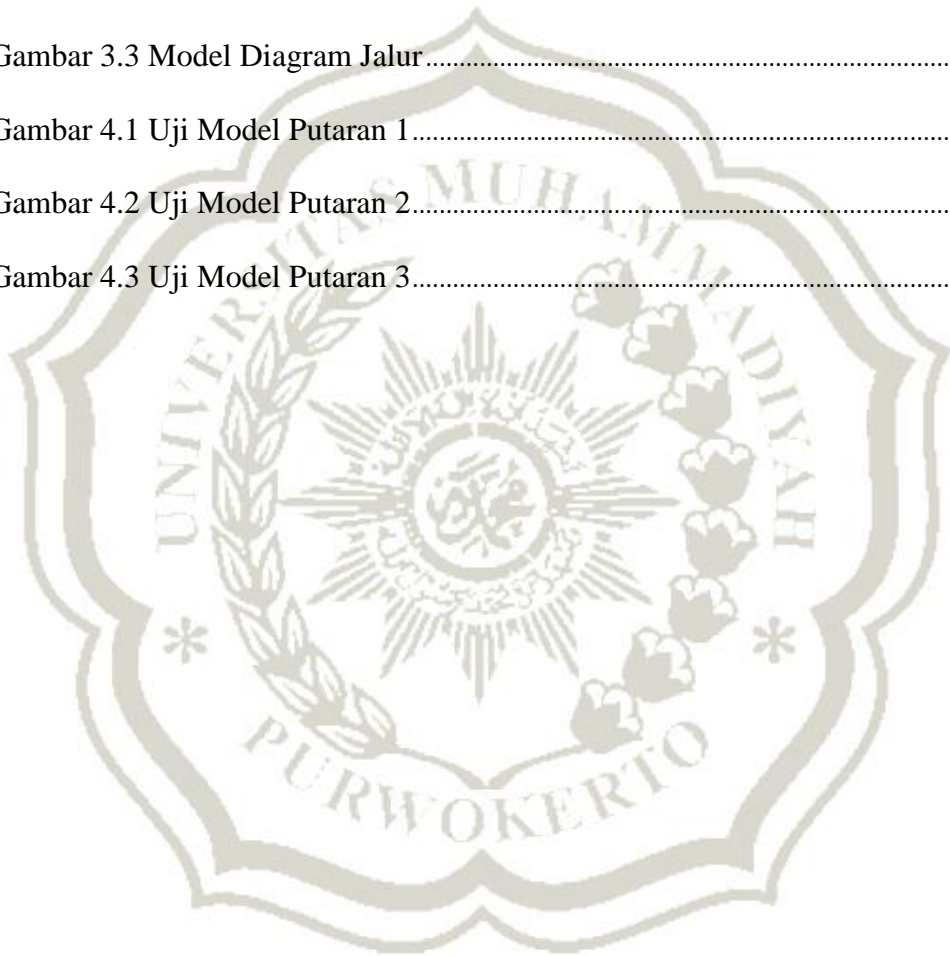 Gambar 3.3 Model Diagram Jalur
Gambar 4.1 Uji Model Putaran 1
Gambar 4.2 Uji Model Putaran 2
Gambar 4.3 Uji Model Putaran 3
UNIVERSITAS MUHAMMADIYAH
PURWOKERTO